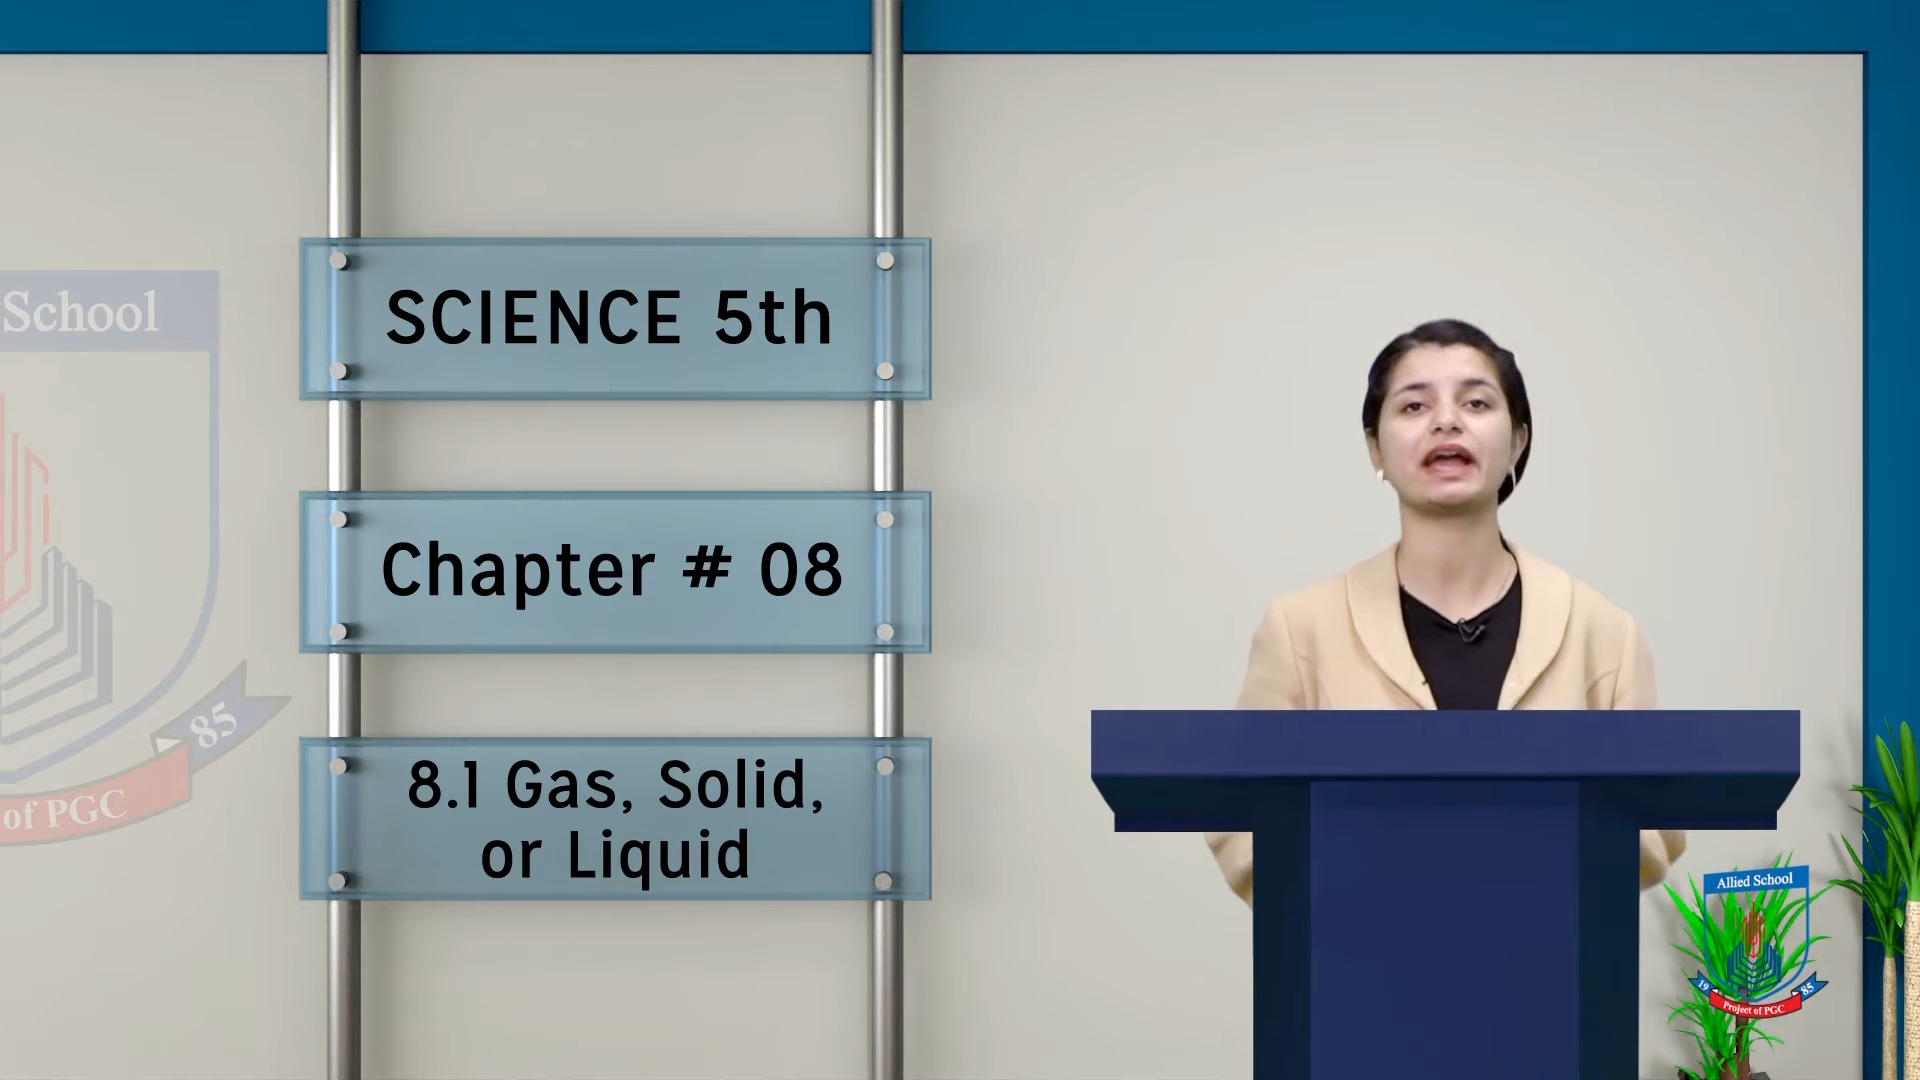 School
85
of PGC
SCIENCE 5th
Chapter # 08
8.1 Gas, Solid,
or Liquid
Allied School
19 85
Project of PGC